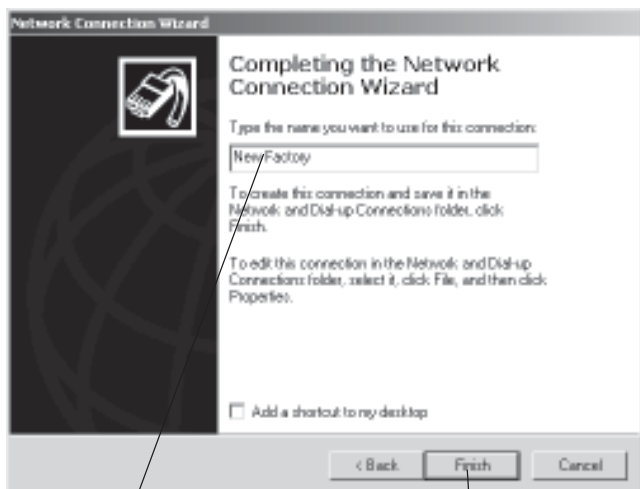 Network Connection Wizard
Completing the Network
Connection Wizard
Type the name you want to use for this connection:
New Factory
To create this connection and save it in the
Network and Dial-up Connections folder, click
Finish.
To edit this connection in the Network and Dial-up
Connections folder, select it, click File, and then click
Properties.
Add a shortcut to my desktop
< Back
Finish
Cancel